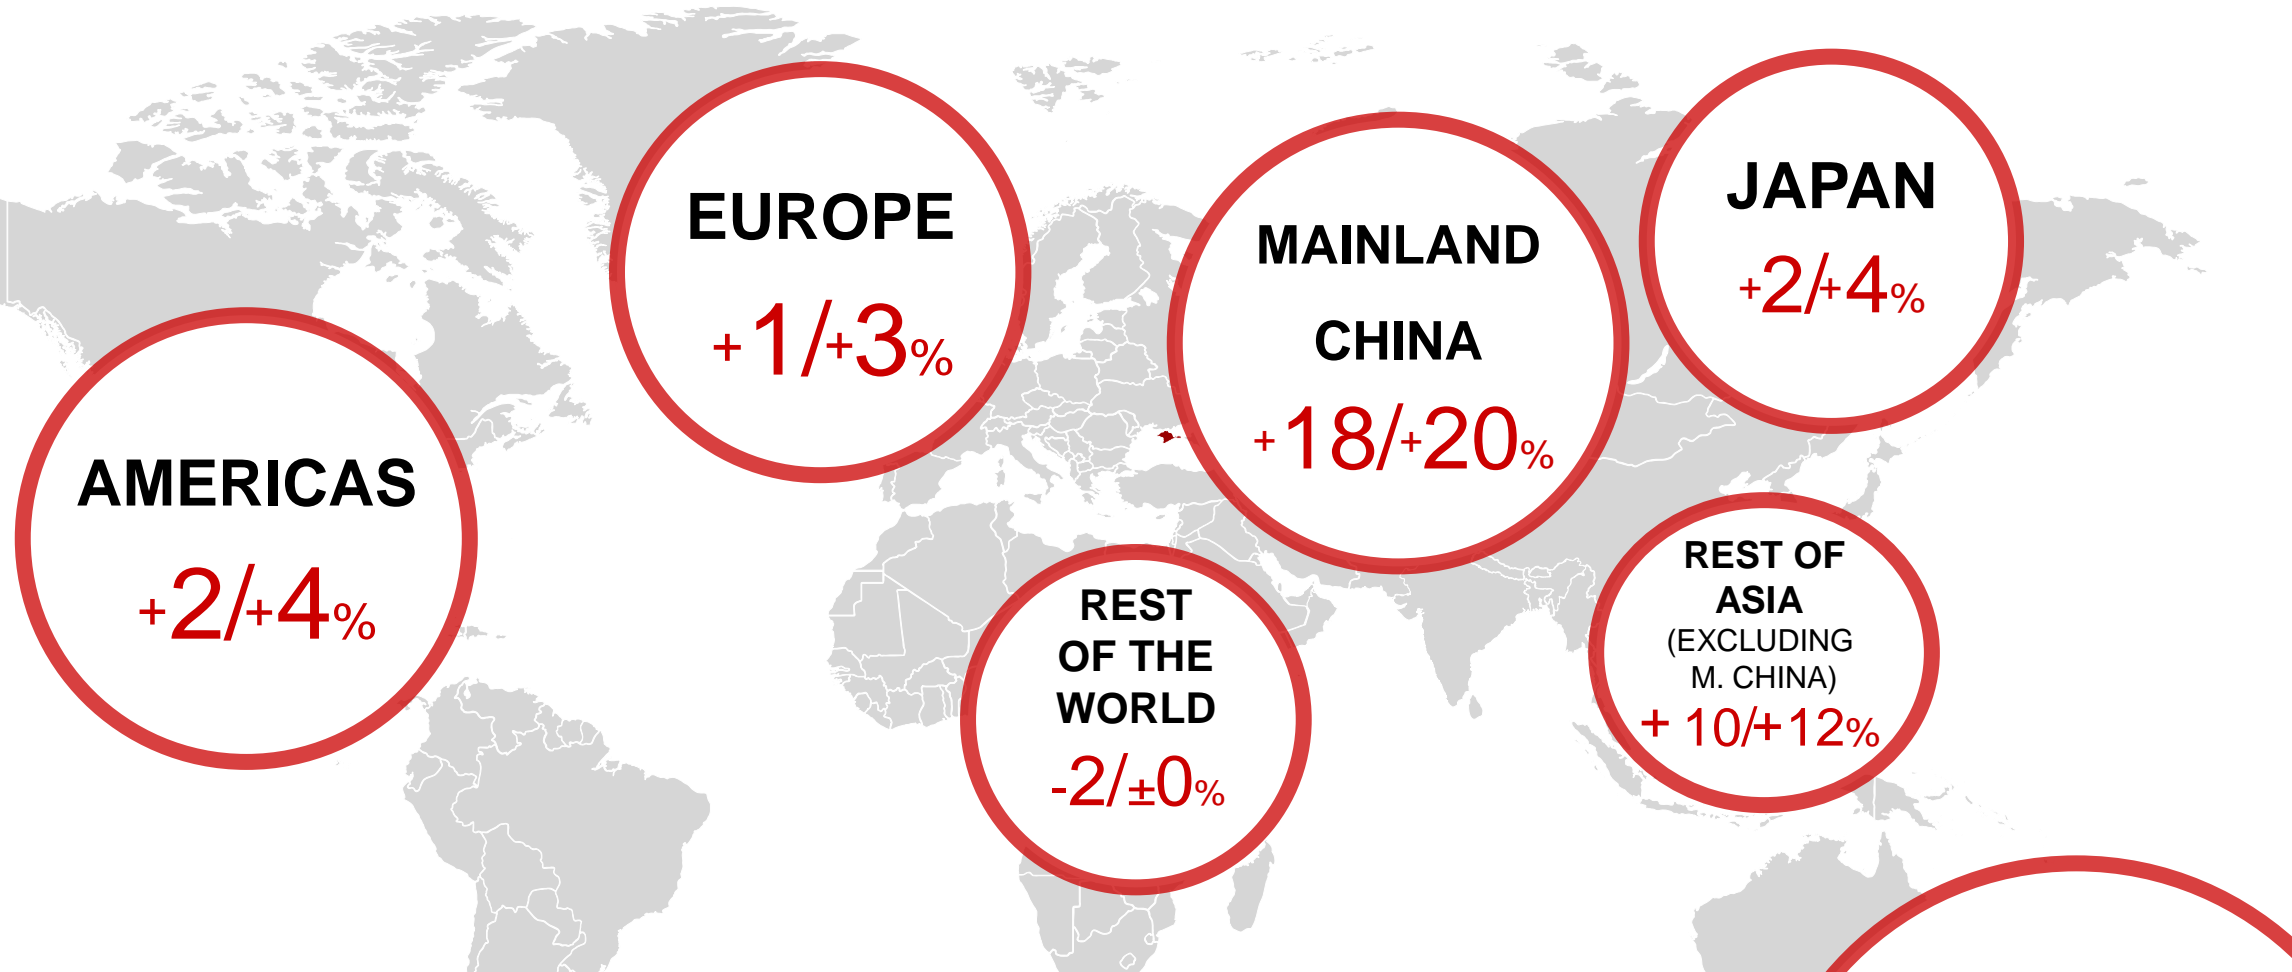 EUROPE
+1/+3%
JAPAN
+2/+4%
MAINLAND
CHINA
+18/+20%
AMERICAS
+2/+4%
REST
OF THE
WORLD
-2/±0%
REST OF
ASIA
(EXCLUDING
M. CHINA)
+ 10/+12%